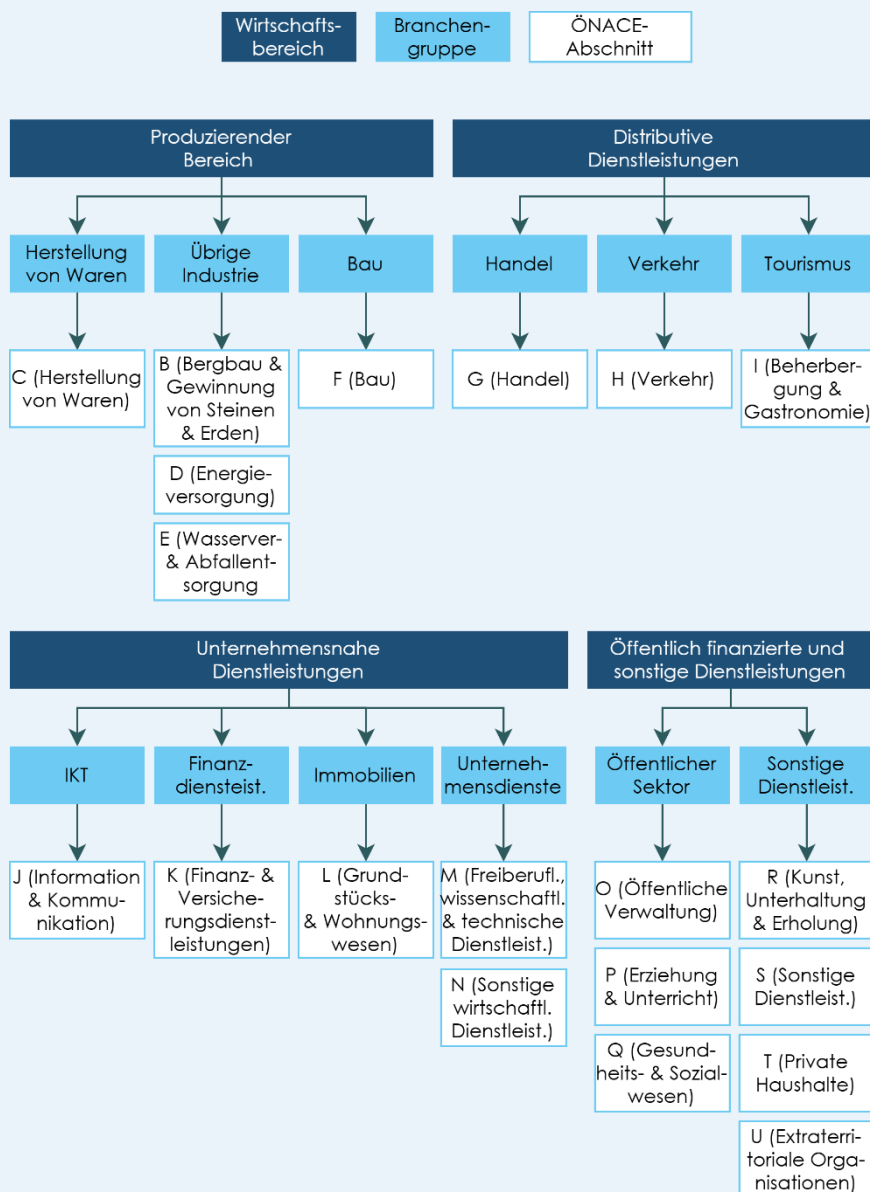 Wirtschafts-
bereich
Branchen-
gruppe
ÖNACE-
Abschnitt
Produzierender
Bereich
Distributive
Dienstleistungen
Herstellung
von Waren
Übrige
Industrie
Bau
Handel
Verkehr
Tourismus
C (Herstellung
von Waren)
B (Bergbau &
Gewinnung
von Steinen
& Erden)
F (Bau)
G (Handel)
H (Verkehr)
I (Beherber-
gung &
Gastronomie)
D (Energie-
versorgung)
E (Wasserver-
& Abfallent-
sorgung
Unternehmensnahe
Dienstleistungen
Öffentlich finanzierte und
sonstige Dienstleistungen
IKT
Finanz-
diensteist.
Immobilien
Unterneh-
mensdienste
Öffentlicher
Sektor
Sonstige
Dienstleist.
J (Information
& Kommu-
nikation)
K (Finanz- &
Versiche-
rungsdienst-
leistungen)
L (Grund-
stücks-
& Wohnungs-
wesen)
M (Freiberufl.,
wissenschaftl.
& technische
Dienstleist.)
O (Öffentliche
Verwaltung)
R (Kunst,
Unterhaltung
& Erholung)
N (Sonstige
wirtschaftl.
Dienstleist.)
P (Erziehung
& Unterricht)
S (Sonstige
Dienstleist.)
Q (Gesund-
heits- & Sozial-
wesen)
T (Private
Haushalte)
U (Extraterri-
toriale Orga-
nisationen)